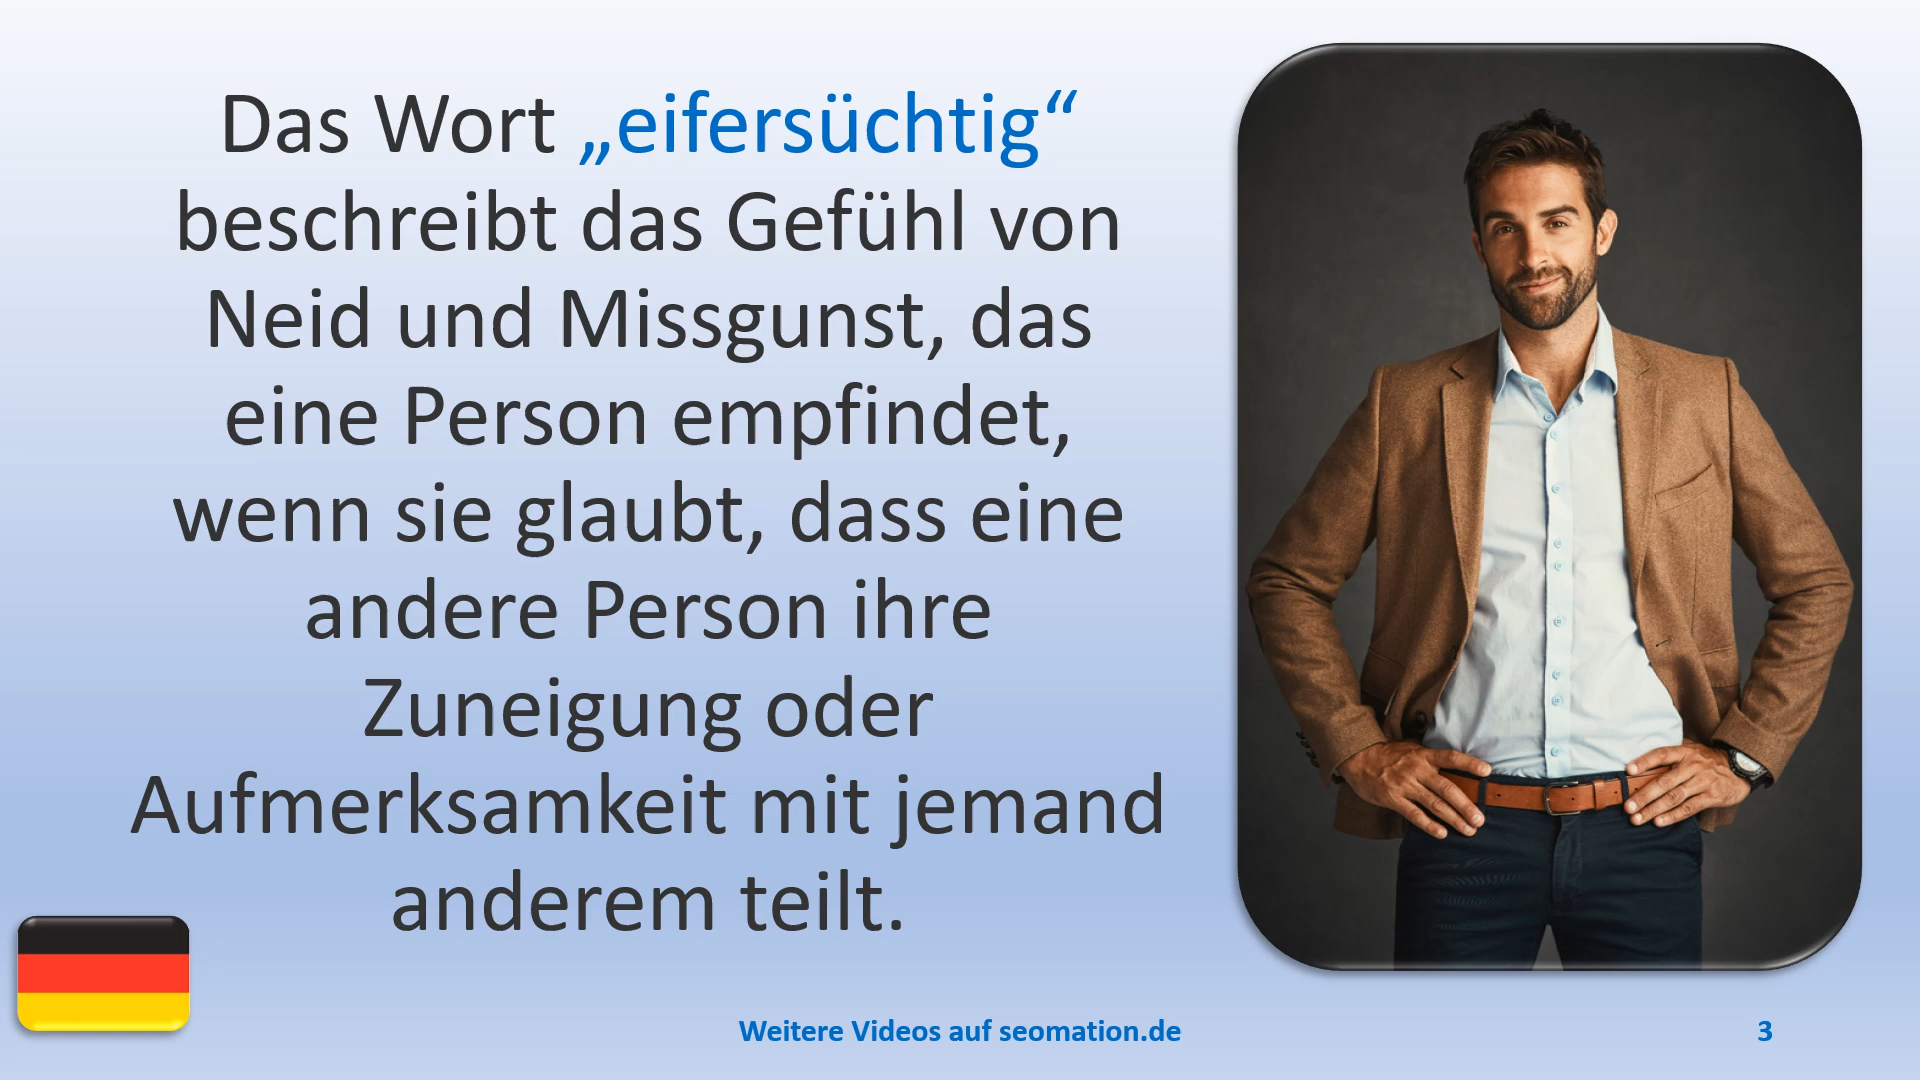 Das Wort „eifersüchtig“
beschreibt das Gefühl von
Neid und Missgunst, das
eine Person empfindet,
wenn sie glaubt, dass eine
andere Person ihre
Zuneigung oder
Aufmerksamkeit mit jemand
anderem teilt.
Weitere Videos auf seomation.de
3